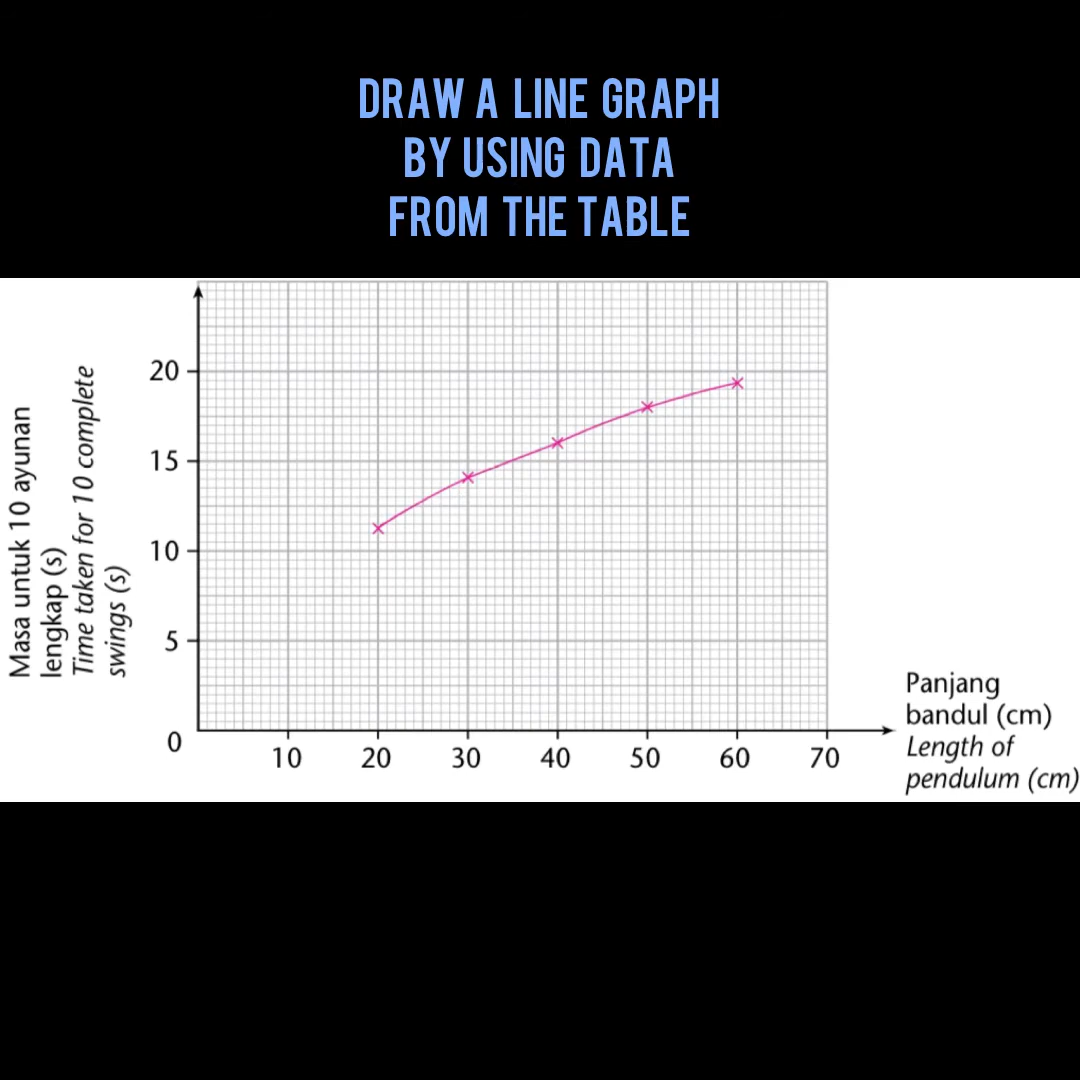 DRAW A LINE GRAPH
BY USING DATA
FROM THE TABLE
Masa untuk 10 ayunan
lengkap (s)
Time taken for 10 complete
swings (s)
20
15
10
5
0
10 20 30 40 50 60 70
Panjang
bandul (cm)
Length of
pendulum (cm)